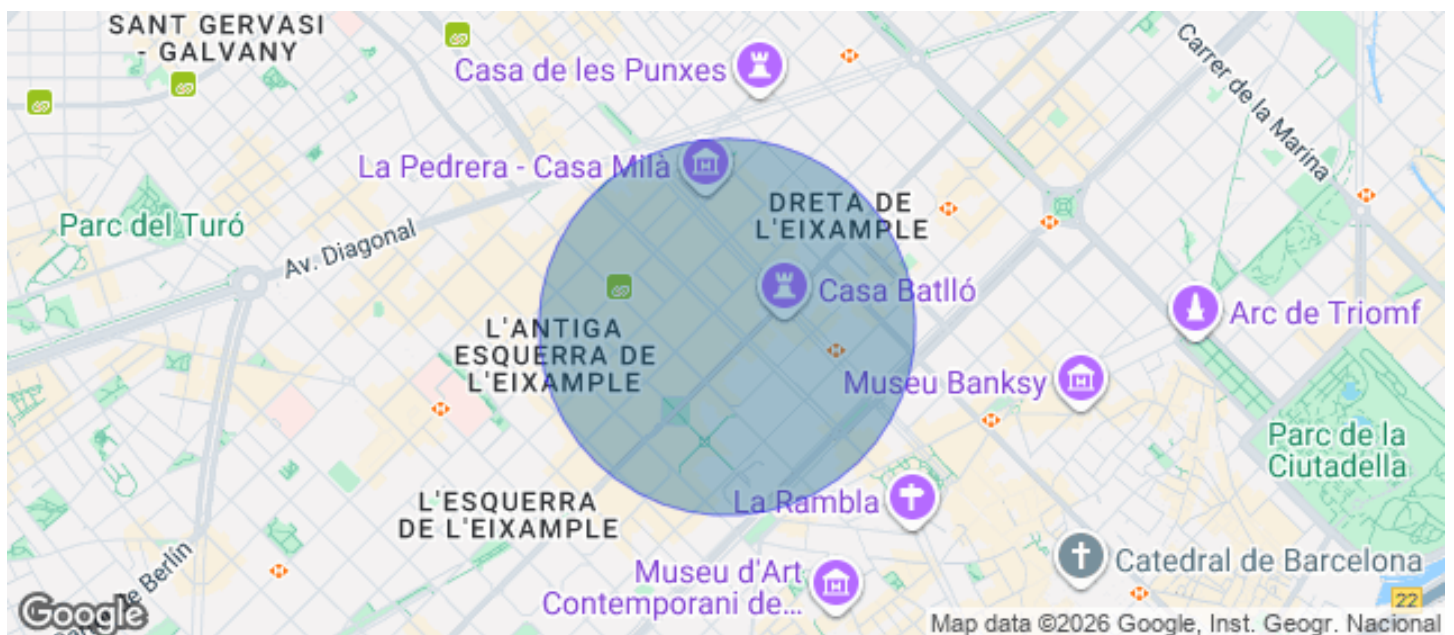 SANT GERVASI
- GALVANY
Casa de les Punxes
Carrer de la Marina
La Pedrera - Casa Milà
DRETA DE
L'EIXAMPLE
Parc del Turó
Av. Diagonal
Casa Batlló
Arc de Triomf
L'ANTIGA
ESQUERRA DE
L'EIXAMPLE
Museu Banksy
Parc de la
Ciutadella
L'ESQUERRA
DE L'EIXAMPLE
La Rambla
Catedral de Barcelona
Museu d'Art
Contemporani de...
de Berlín
22
Google
Map data ©2026 Google, Inst. Geogr. Nacional